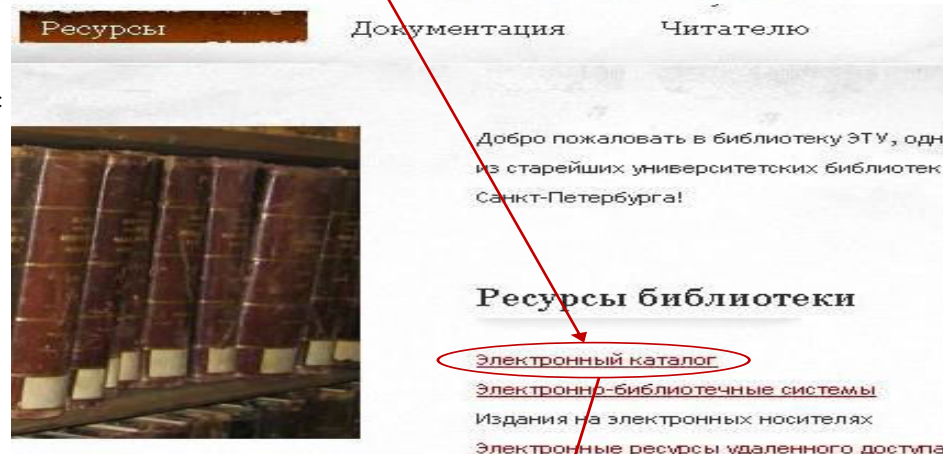 Ресурсы Документация Читателю
Добро пожаловать в библиотеку ЭТУ,
из старейших университетских библиотек
Санкт-Петербурга!
Ресурсы библиотеки
Электронный каталог
Электронно-библиотечные системы
Издания на электронных носителях
Электронные ресурсы удаленного доступа